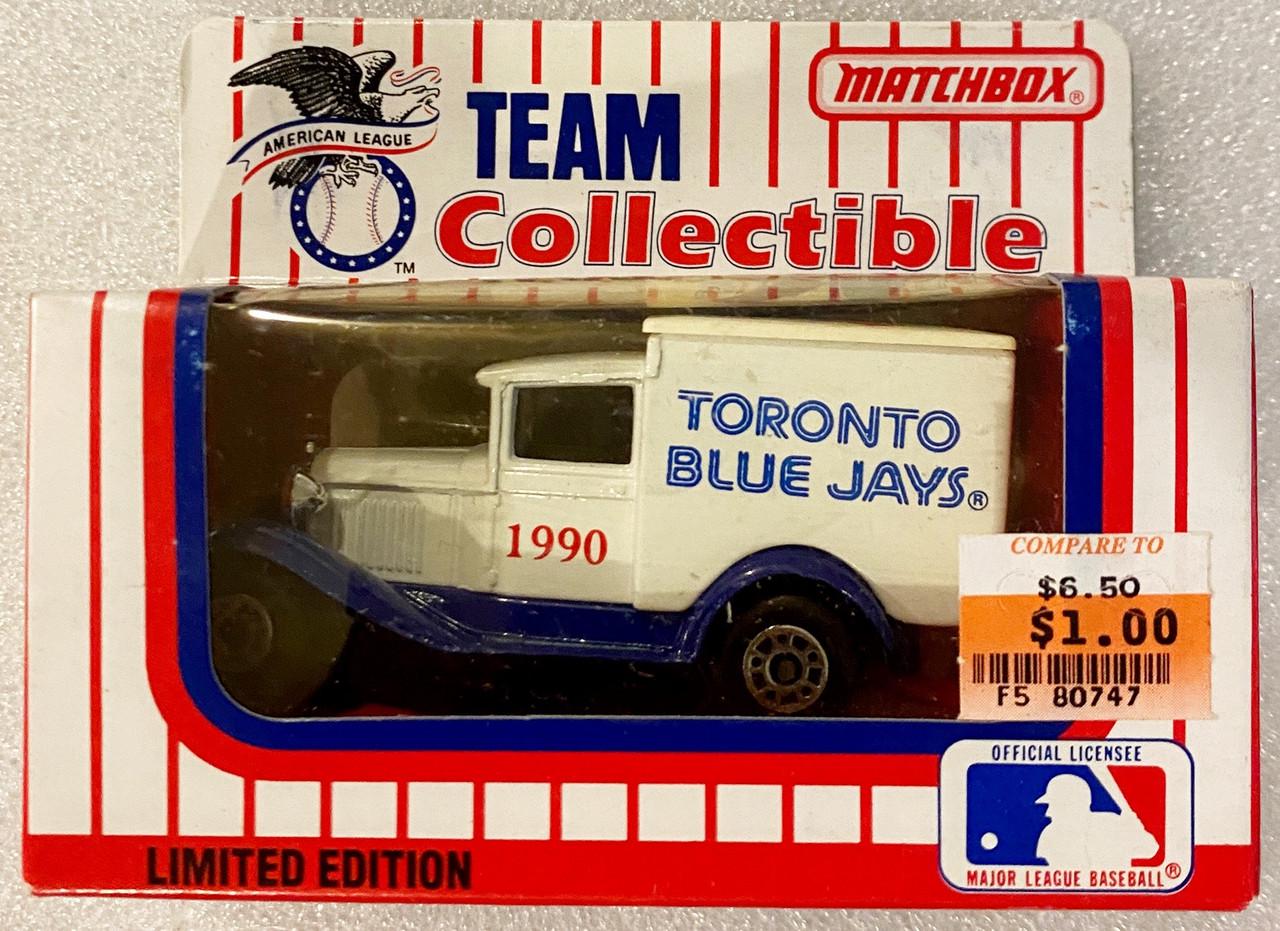 AMERICAN LEAGUE
TM
TEAM
Collectible
MATCHBOX®
TORONTO
BLUE JAYS®
1990
COMPARE TO
$6.50
$1.00
F5 80747
OFFICIAL LICENSEE
MAJOR LEAGUE BASEBALL®
LIMITED EDITION